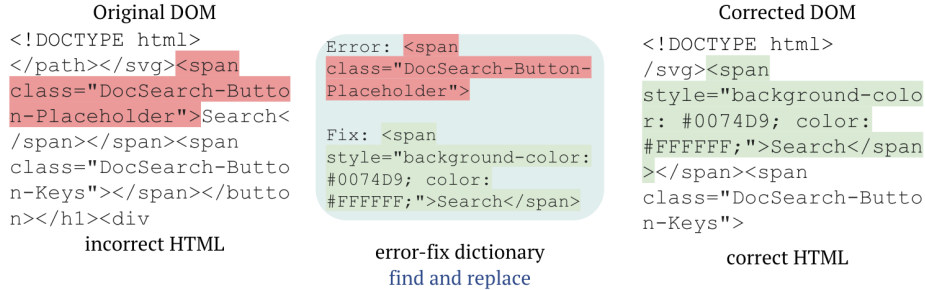 Original DOM
<!DOCTYPE html>
</path></svg><span
class="DocSearch-Butto
n-Placeholder">Search<
/span></span><span
class="DocSearch-Butto
n-Keys"></span></butto
n></h1><div
incorrect HTML
Error: <span
class="DocSearch-Button-
Placeholder">
Fix: <span
style="background-color:
#0074D9; color:
#FFFFFF;">Search</span>
error-fix dictionary
find and replace
Corrected DOM
<!DOCTYPE html>
/svg><span
style="background-colo
r: #0074D9; color:
#FFFFFF;">Search</span
></span><span
class="DocSearch-Butto
n-Keys">
correct HTML